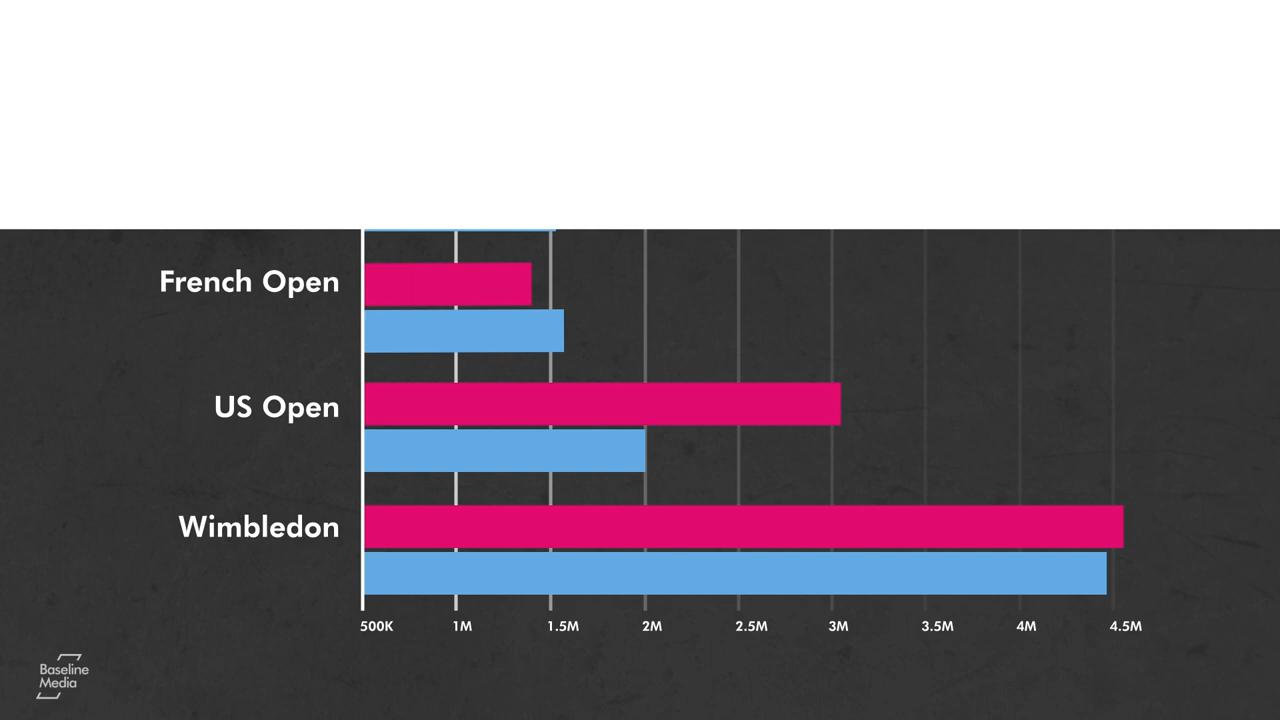 French Open
US Open
Wimbledon
500K 1M 1.5M 2M 2.5M 3M 3.5M 4M 4.5M
Baseline
Media